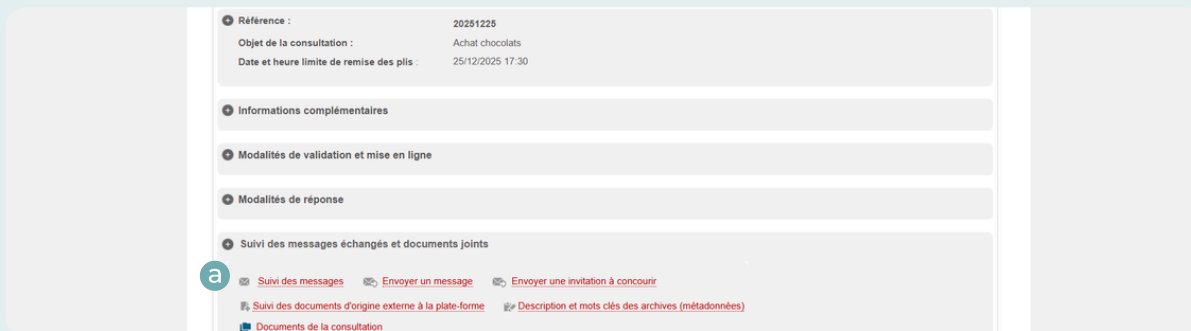 Référence : 20251225
Objet de la consultation : Achat chocolats
Date et heure limite de remise des plis : 25/12/2025 17:30
Informations complémentaires
Modalités de validation et mise en ligne
Modalités de réponse
Suivi des messages échangés et documents joints
a Suivi des messages Envoyer un message Envoyer une invitation à concourir
Suivi des documents d'origine externe à la plate-forme Description et mots clés des archives (métadonnées)
Documents de la consultation